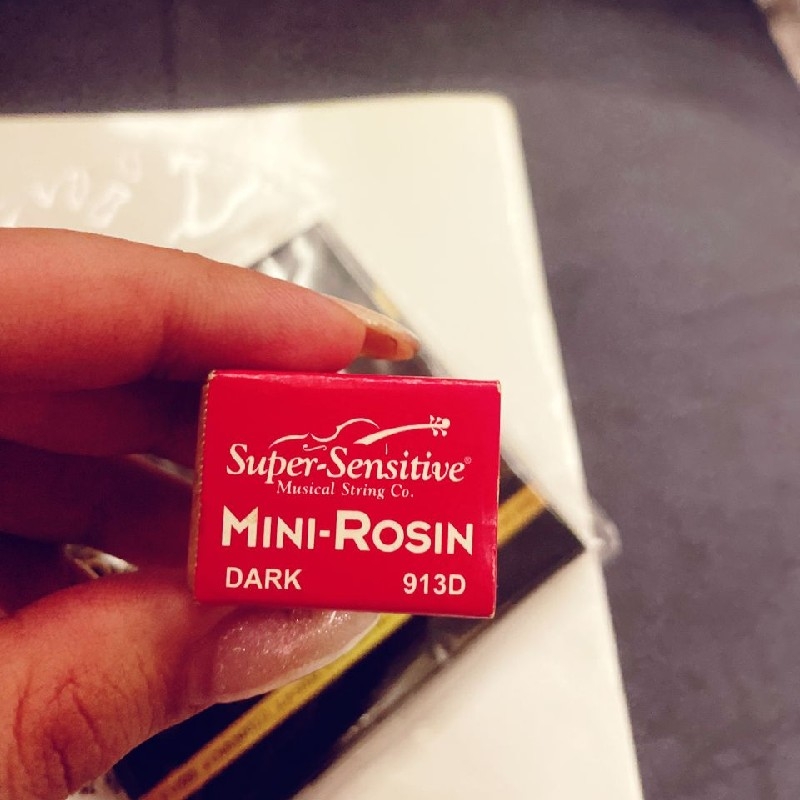 Super-Sensitive®
Musical String Co.
MINI-ROSIN
DARK 913D